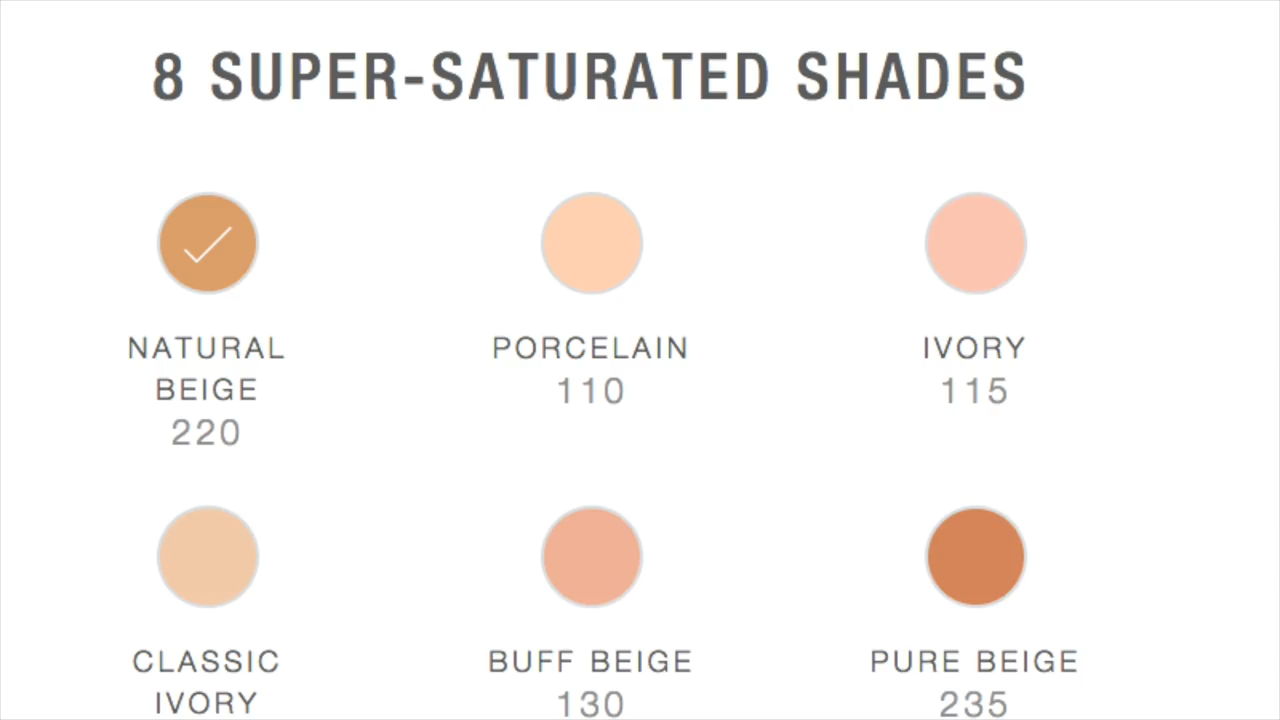 8 SUPER-SATURATED SHADES
NATURAL
BEIGE
220
PORCELAIN
110
IVORY
115
CLASSIC
IVORY
BUFF BEIGE
130
PURE BEIGE
235